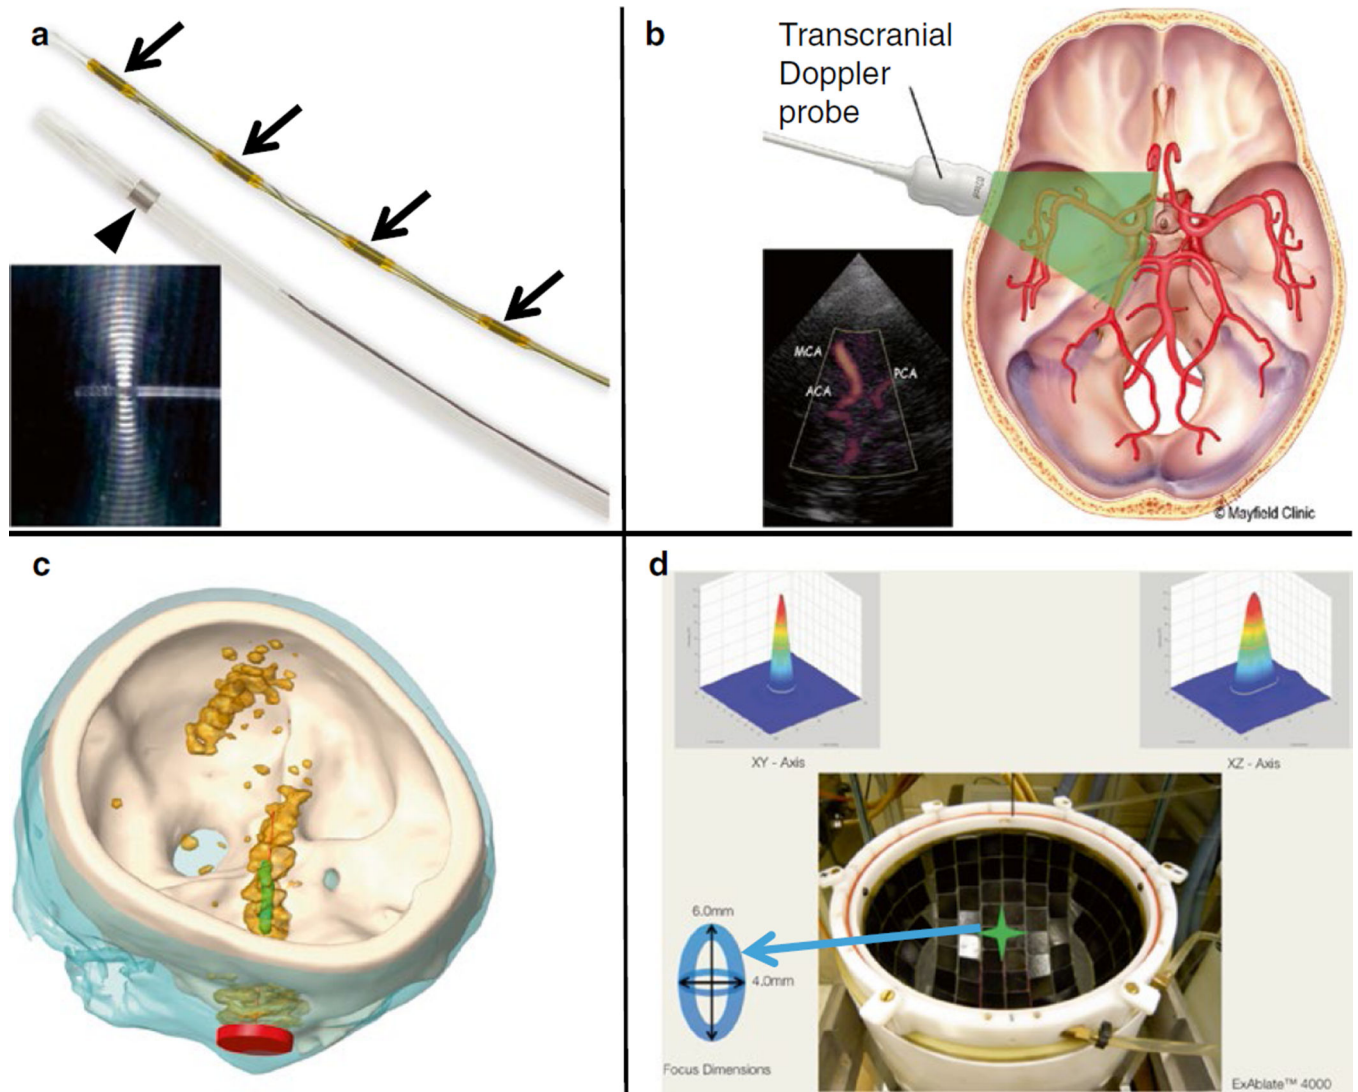 a
b
Transcranial
Doppler
probe
MCA
ACA
PCA
© Mayfield Clinic
c
d
XY - Axis
XZ - Axis
6.0mm
4.0mm
Focus Dimensions
ExAblate™ 4000